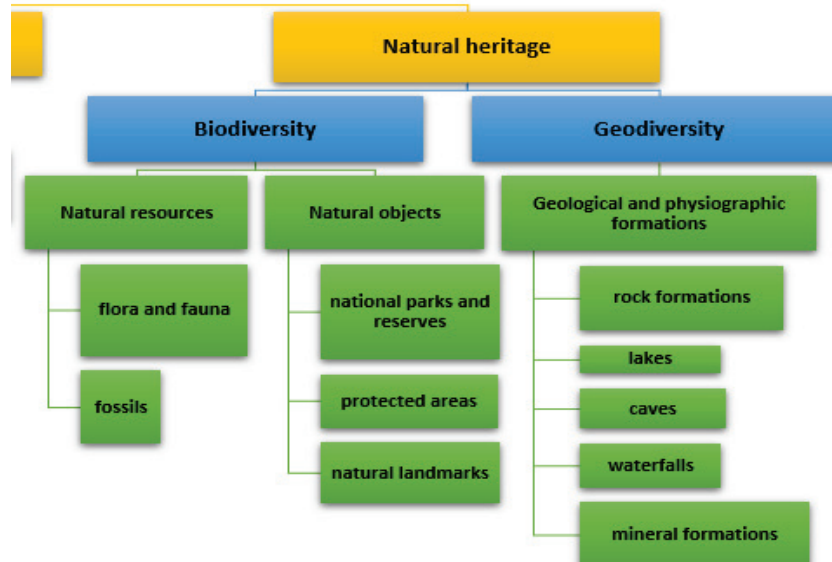 Natural heritage
Biodiversity
Geodiversity
Natural resources
Natural objects
Geological and physiographic
formations
flora and fauna
fossils
national parks and
reserves
protected areas
natural landmarks
rock formations
lakes
caves
waterfalls
mineral formations